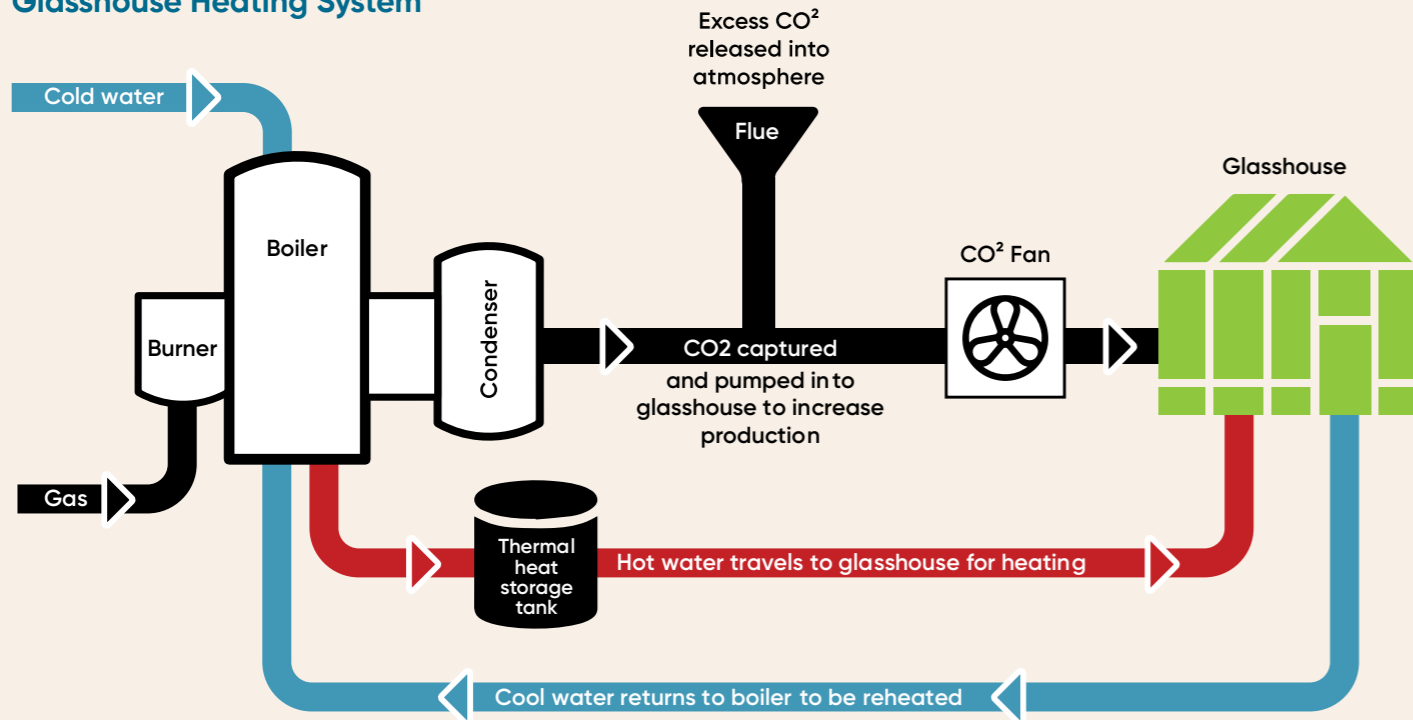 Glasshouse Heating System
Excess CO²
released into
atmosphere
Cold water
Flue
Glasshouse
Boiler
CO² Fan
Condenser
Burner
CO2 captured
and pumped in to
glasshouse to increase
production
Gas
Thermal
heat
storage
tank
Hot water travels to glasshouse for heating
Cool water returns to boiler to be reheated